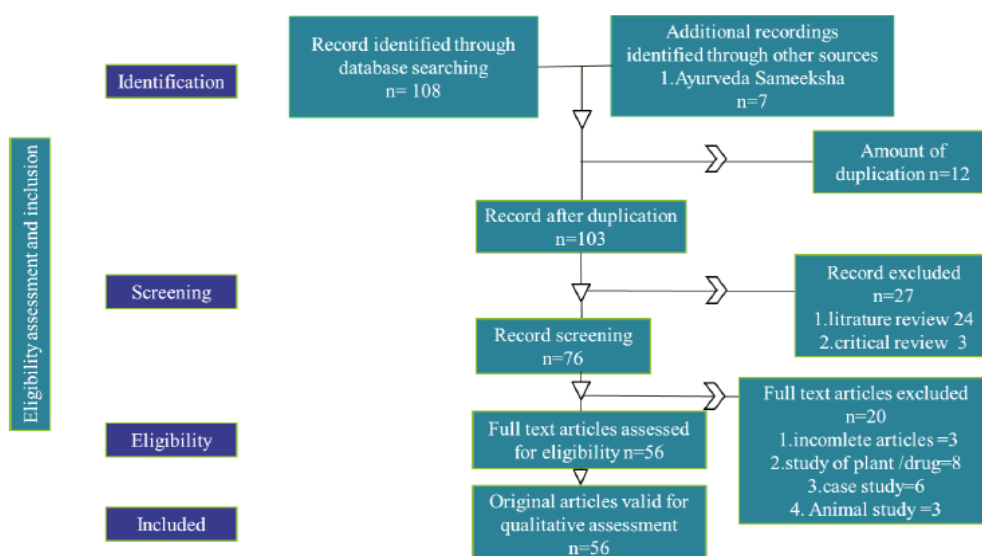 Record identified through
database searching
n= 108
Additional recordings
identified through other sources
1.Ayurveda Sameeksha
n=7
Identification
Amount of
duplication n=12
Eligibility assessment and inclusion
Record after duplication
n=103
Screening
Record excluded
n=27
1.litrature review 24
2.critical review 3
Record screening
n=76
Full text articles excluded
n=20
1.incomlete articles =3
2.study of plant /drug=8
3.case study=6
4. Animal study =3
Eligibility
Full text articles assessed
for eligibility n=56
Included
Original articles valid for
qualitative assessment
n=56